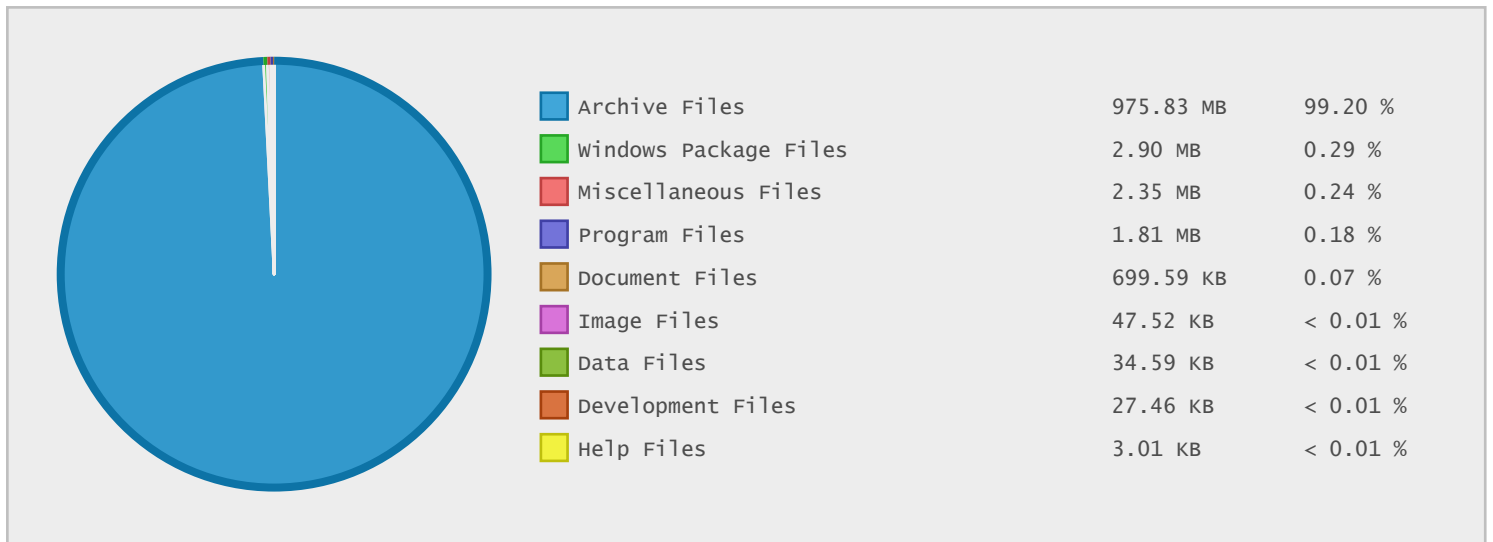 Archive Files 975.83 MB 99.20 %
Windows Package Files 2.90 MB 0.29 %
Miscellaneous Files 2.35 MB 0.24 %
Program Files 1.81 MB 0.18 %
Document Files 699.59 KB 0.07 %
Image Files 47.52 KB < 0.01 %
Data Files 34.59 KB < 0.01 %
Development Files 27.46 KB < 0.01 %
Help Files 3.01 KB < 0.01 %